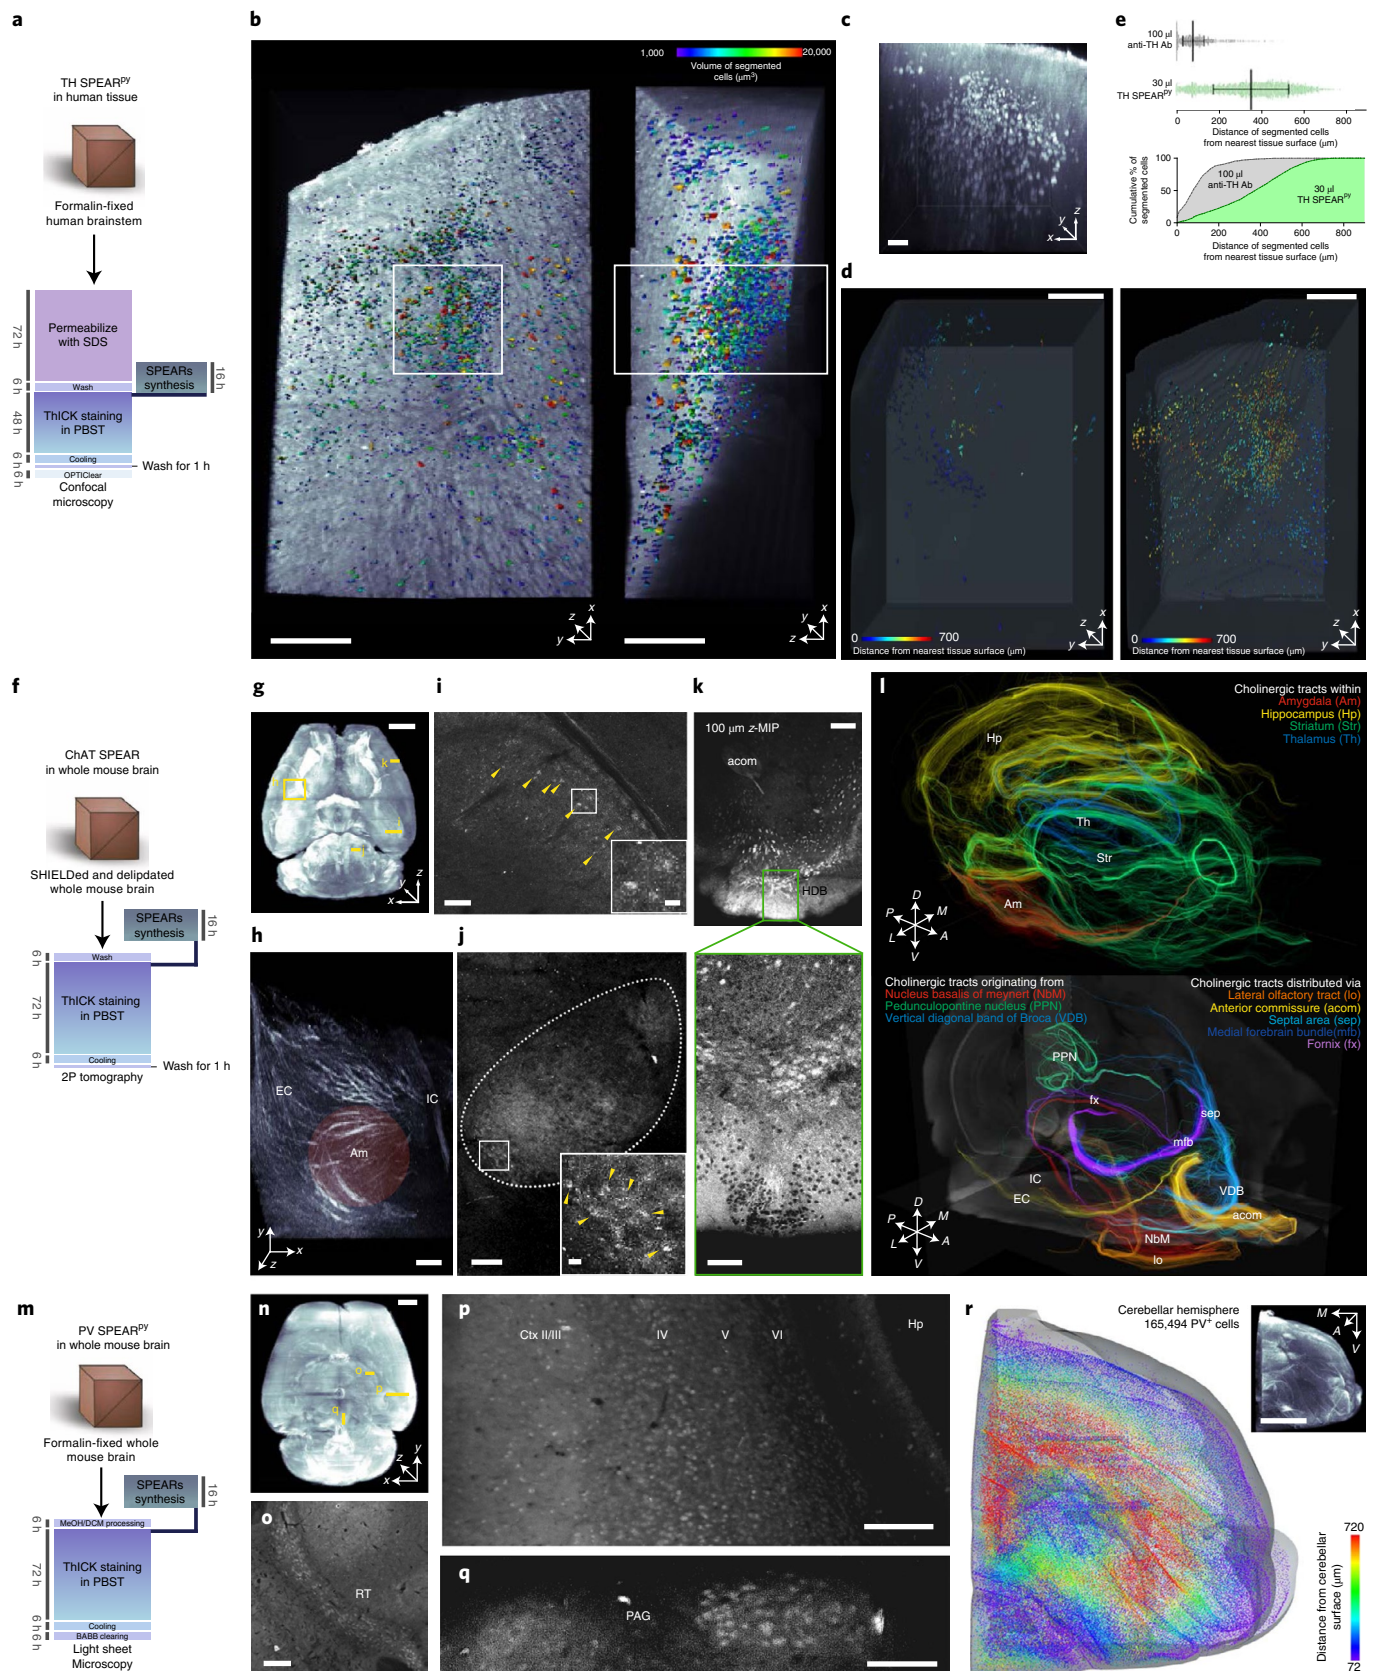 a
TH SPEARpy
in human tissue
Formalin-fixed
human brainstem
72 h
Permeabilize
with SDS
6 h
Wash
SPEARs
synthesis
16 h
48 h
ThICK staining
in PBST
6 h
Cooling
Wash for 1 h
6 h
OPTIClear
Confocal
microscopy
b
1,000
20,000
Volume of segmented
cells (μm3)
x
z
y
x
y
z
c
z
y
x
d
0
700
Distance from nearest tissue surface (μm)
0
700
Distance from nearest tissue surface (μm)
x
z
y
e
100 μl
anti-TH Ab
30 μl
TH SPEARpy
0
200
400
600
800
Distance of segmented cells
from nearest tissue surface (μm)
Cumulative % of
segmented cells
100
50
0
100 μl
anti-TH Ab
30 μl
TH SPEARpy
0
200
400
600
800
Distance of segmented cells
from nearest tissue surface (μm)
f
ChAT SPEAR
in whole mouse brain
SHIELDed and delipdated
whole mouse brain
SPEARs
synthesis
16 h
6 h
Wash
72 h
ThICK staining
in PBST
6 h
Cooling
Wash for 1 h
2P tomography
g
k
z
y
x
h
EC
IC
Am
y
x
z
i
j
k
100 μm z-MIP
acom
HDB
l
Cholinergic tracts within
Amygdala (Am)
Hippocampus (Hp)
Striatum (Str)
Thalamus (Th)
Hp
Th
Str
Am
D
P
M
L
A
V
Cholinergic tracts originating from
Nucleus basalis of meynert (NbM)
Pedunculopontine nucleus (PPN)
Vertical diagonal band of Broca (VDB)
Cholinergic tracts distributed via
Lateral olfactory tract (lo)
Anterior commissure (acom)
Septal area (sep)
Medial forebrain bundle(mfb)
Fornix (fx)
PPN
fx
sep
mfb
IC
EC
VDB
acom
NbM
lo
D
P
M
L
A
V
m
PV SPEARpy
in whole mouse brain
Formalin-fixed whole
mouse brain
SPEARs
synthesis
16 h
6 h
MeOH/DCM processing
72 h
ThICK staining
in PBST
6 h
Cooling
6 h
BABB clearing
Light sheet
Microscopy
n
o
p
q
y
z
x
o
RT
p
Ctx II/III
IV
V
VI
Hp
q
PAG
r
Cerebellar hemisphere
165,494 PV+ cells
M
A
V
Distance from cerebellar
surface (μm)
720
72